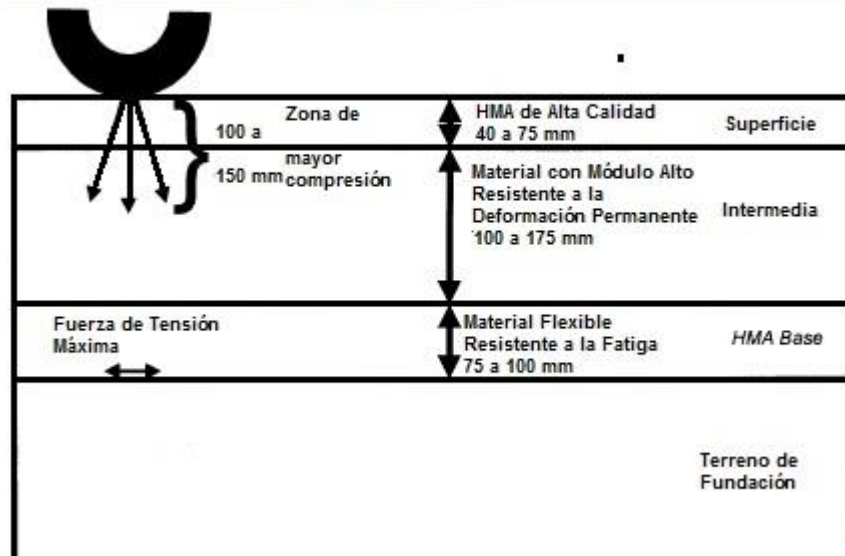 Zona de
100 a
mayor
150 mm
compresión
HMA de Alta Calidad
40 a 75 mm
Superficie
Material con Módulo Alto
Resistente a la
Deformación Permanente
100 a 175 mm
Intermedia
Fuerza de Tensión
Máxima
Material Flexible
Resistente a la Fatiga
75 a 100 mm
HMA Base
Terreno de
Fundación